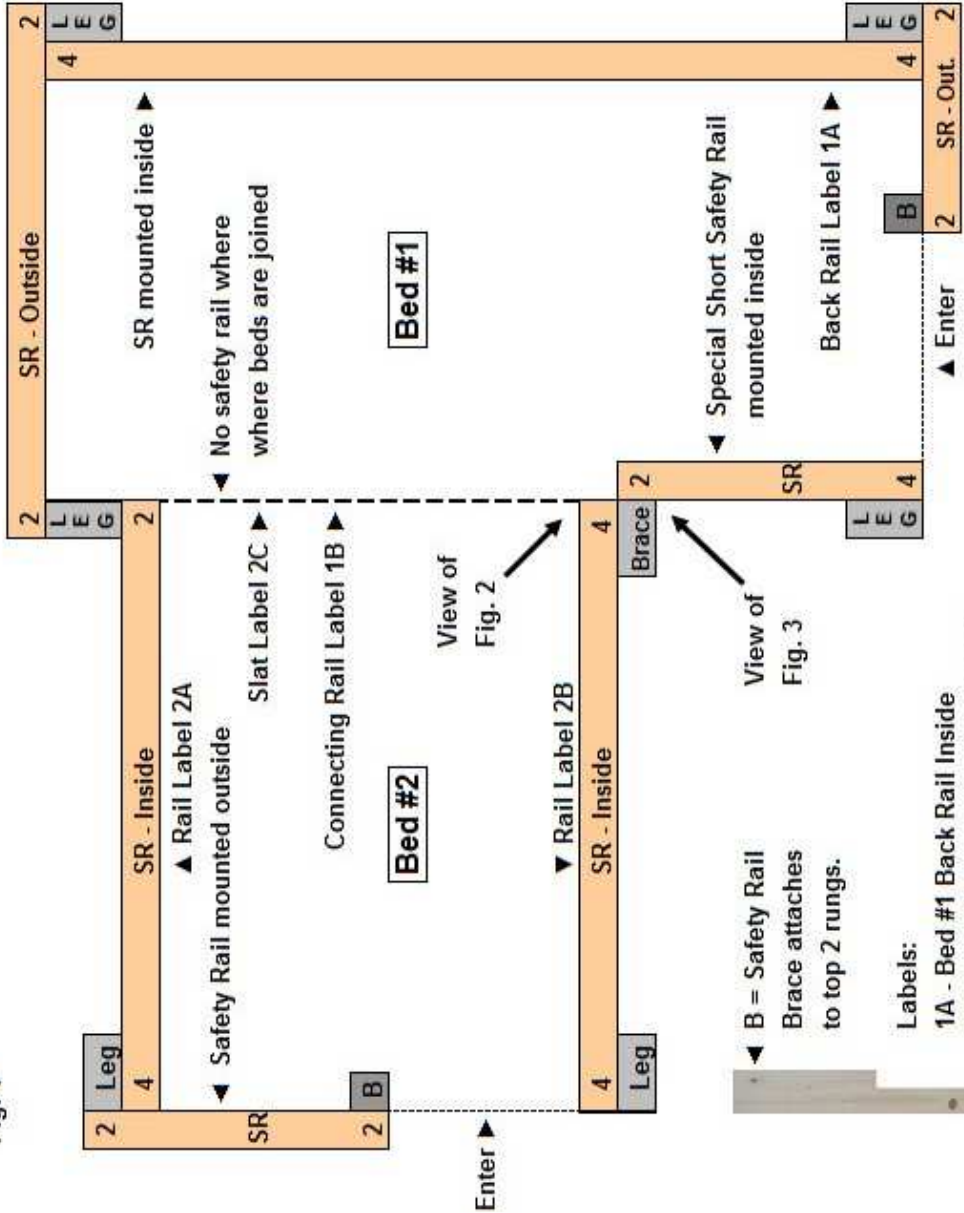 SR - Outside
2
2
L
E
G
L
E
G
4
SR mounted inside ►
◄ No safety rail where
where beds are joined
Bed #1
◄ Special Short Safety Rail
mounted inside
Back Rail Label 1A ►
4
L
E
G
2
SR - Out.
2
B
▲ Enter
2
SR
4
L
E
G
Brace
2
SR - Inside
4
Leg
2
SR
2
B
▲ Rail Label 2A
◄ Safety Rail mounted outside
Slat Label 2C ►
Connecting Rail Label 1B ►
Bed #2
View of
Fig. 2
▼ Rail Label 2B
4
SR - Inside
4
Leg
Enter ►
View of
Fig. 3
◄ B = Safety Rail
Brace attaches
to top 2 rungs.
Labels:
1A - Bed #1 Back Rail Inside